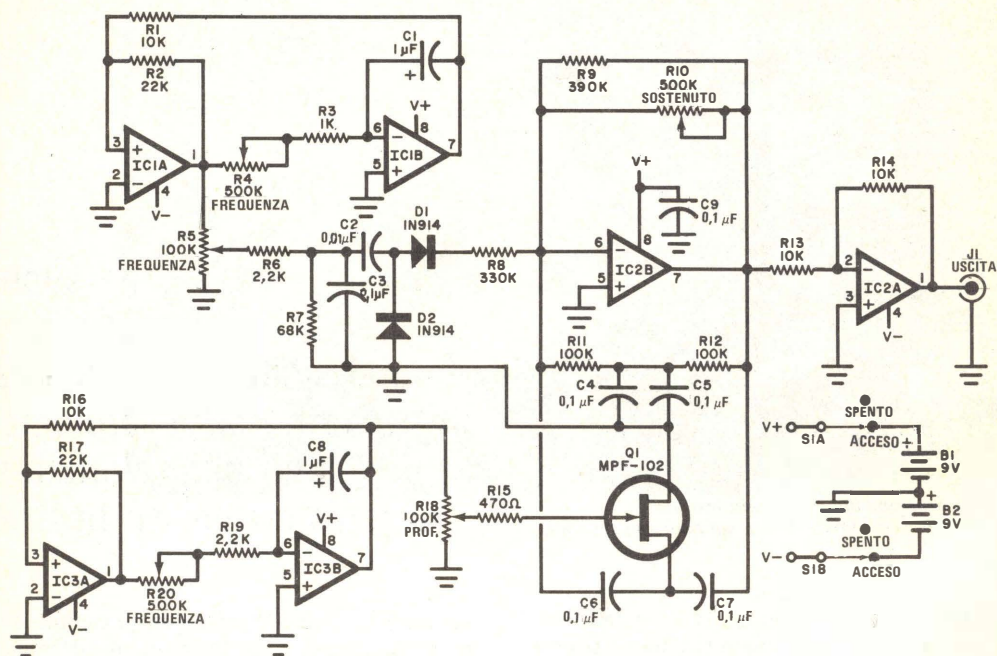 R1
10K
R2
22K
3
+
2
−
IC1A
1
4
V−
R4
500K
FREQUENZA
R3
1K
C1
1 μF
+
V+
6
−
8
IC1B
7
5
+
R5
100K
FREQUENZA
R6
2,2K
C2
0,01μF
C3
0,1μF
R7
68K
D1
1N914
D2
1N914
R8
330K
R9
390K
R10
500K
SOSTENUTO
V+
C9
0,1 μF
6
−
8
IC2B
7
5
+
R11
100K
R12
100K
C4
0,1 μF
C5
0,1 μF
R13
10K
R14
10K
2
−
IC2A
1
3
+
4
V−
J1
USCITA
R16
10K
R17
22K
3
+
2
−
IC3A
1
4
V−
R20
500K
FREQUENZA
R19
2,2K
C8
1 μF
+
V+
6
−
8
IC3B
7
5
+
R18
100K
PROF.
R15
470Ω
Q1
MPF-102
C6
0,1 μF
C7
0,1 μF
SPENTO
V+
S1A
ACCESO
+
B1
9V
+
B2
9V
SPENTO
V−
S1B
ACCESO